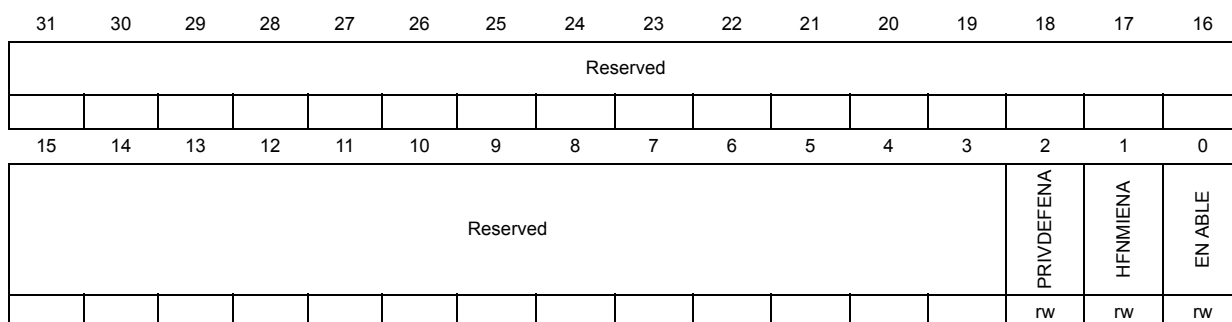 31 30 29 28 27 26 25 24 23 22 21 20 19 18 17 16
Reserved
15 14 13 12 11 10 9 8 7 6 5 4 3 2 1 0
Reserved
PRIVDEFENA
HFNMIENA
EN ABLE
rw rw rw